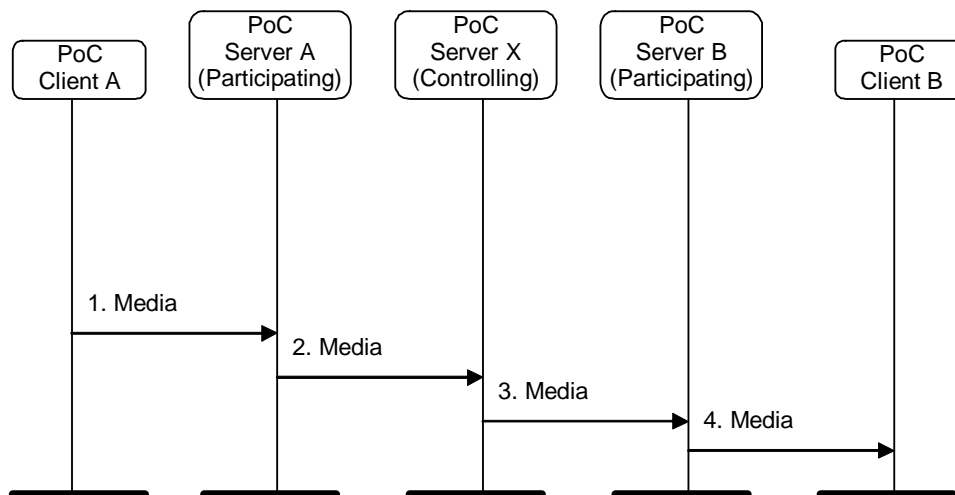 PoC
Client A
PoC
Server A
(Participating)
PoC
Server X
(Controlling)
PoC
Server B
(Participating)
PoC
Client B
1. Media
2. Media
3. Media
4. Media